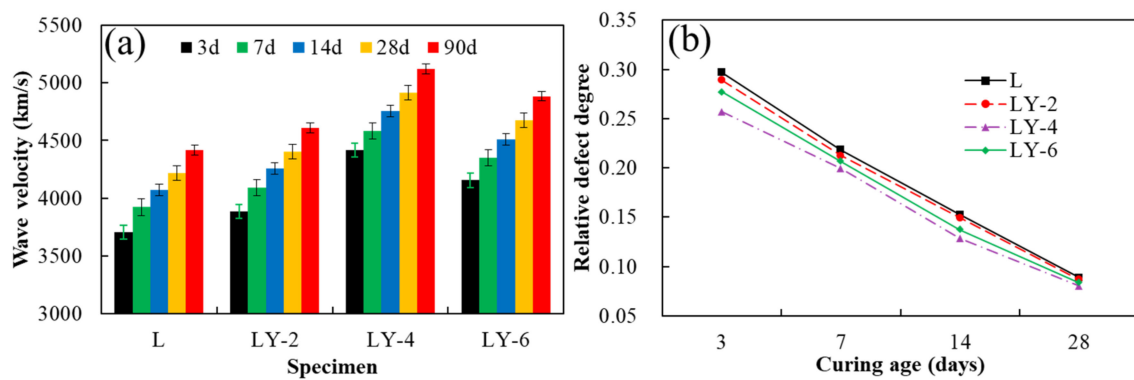 (a)
3d 7d 14d 28d 90d
Wave velocity (km/s)
5500
5000
4500
4000
3500
3000
L LY-2 LY-4 LY-6
Specimen
(b)
L
LY-2
LY-4
LY-6
Relative defect degree
0.30
0.25
0.20
0.15
0.10
0.05
3 7 14 28
Curing age (days)